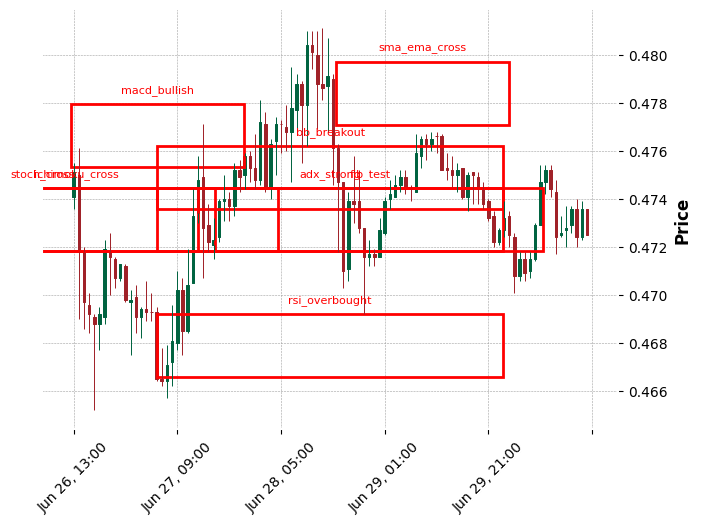 sma_ema_cross
macd_bullish
bb_breakout
adx_strong
rsi_overbought
0.480
0.478
0.476
0.474
0.472
0.470
0.468
0.466
Price
Jun 26, 13:00
Jun 27, 09:00
Jun 28, 05:00
Jun 29, 01:00
Jun 29, 21:00